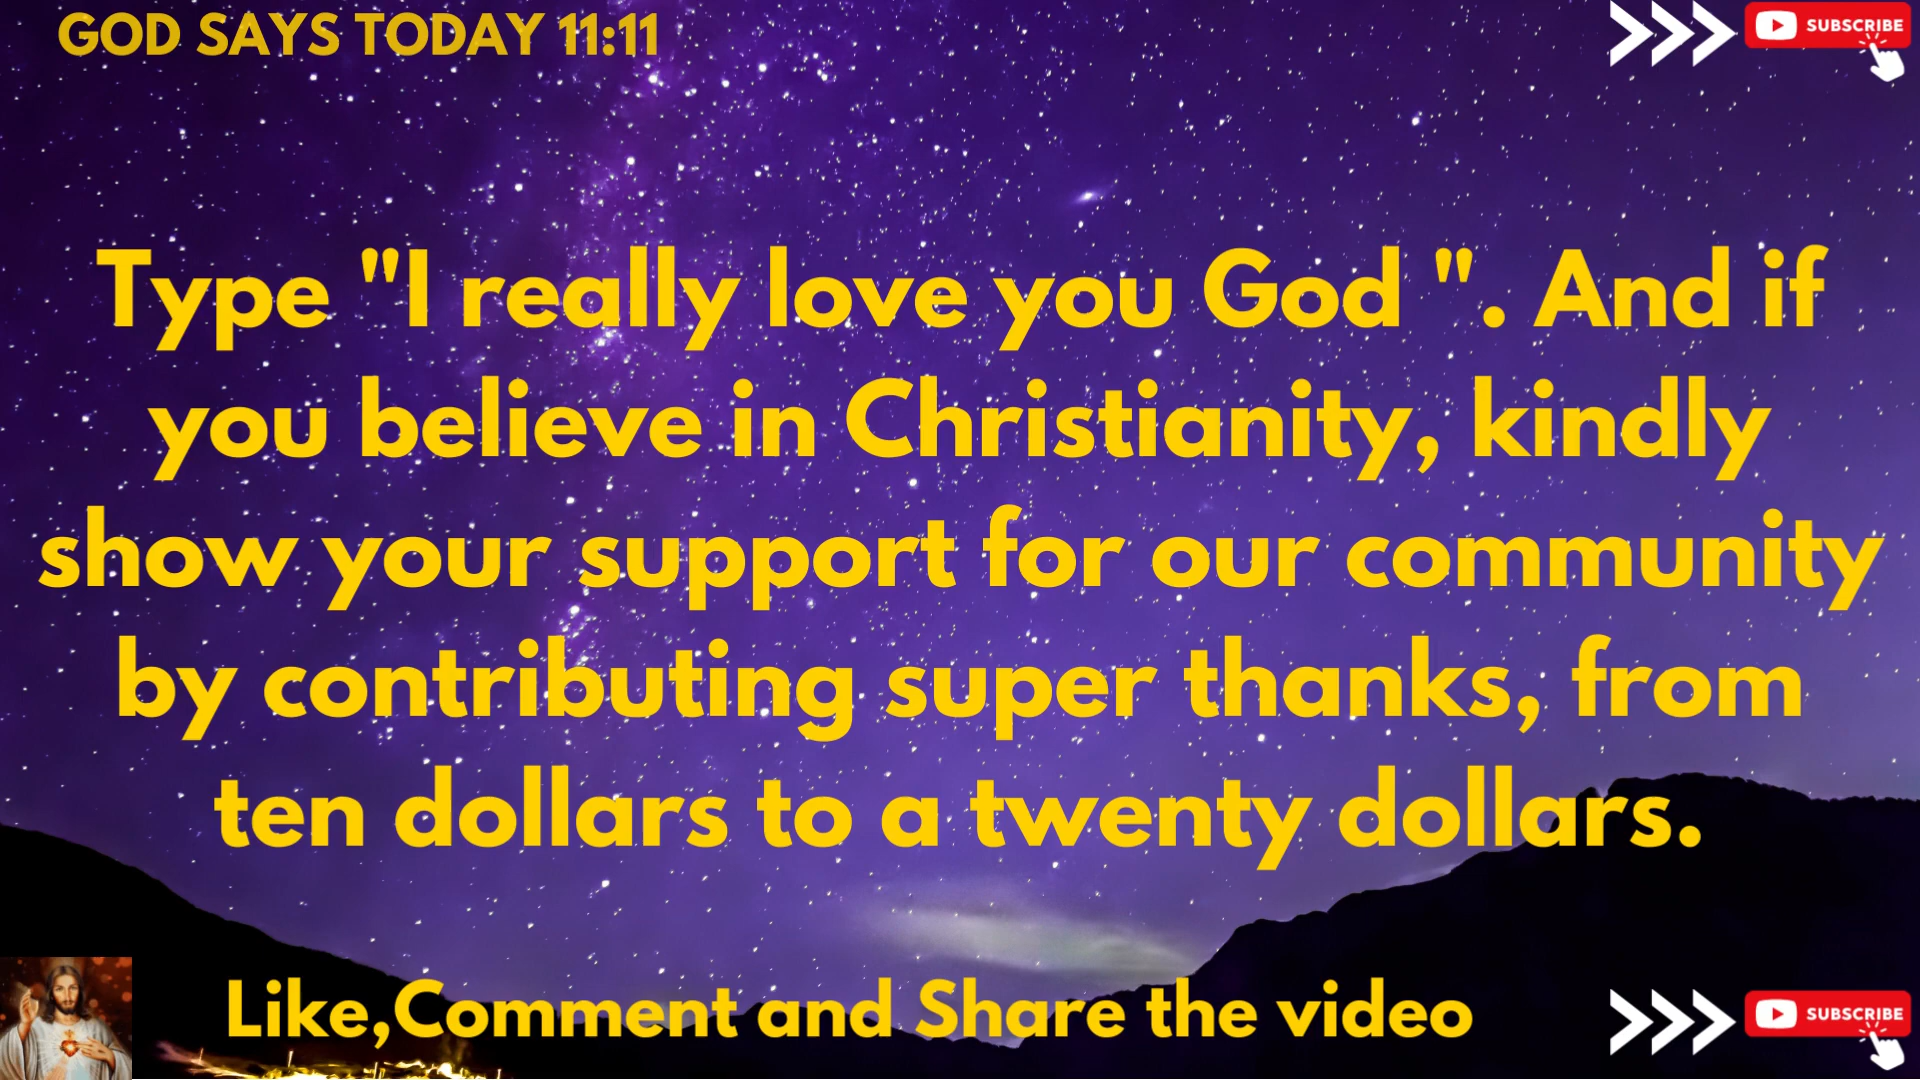 GOD SAYS TODAY 11:11
SUBSCRIBE
Type "I really love you God ". And if
you believe in Christianity, kindly
show your support for our community
by contributing super thanks, from
ten dollars to a twenty dollars.
Like,Comment and Share the video
SUBSCRIBE